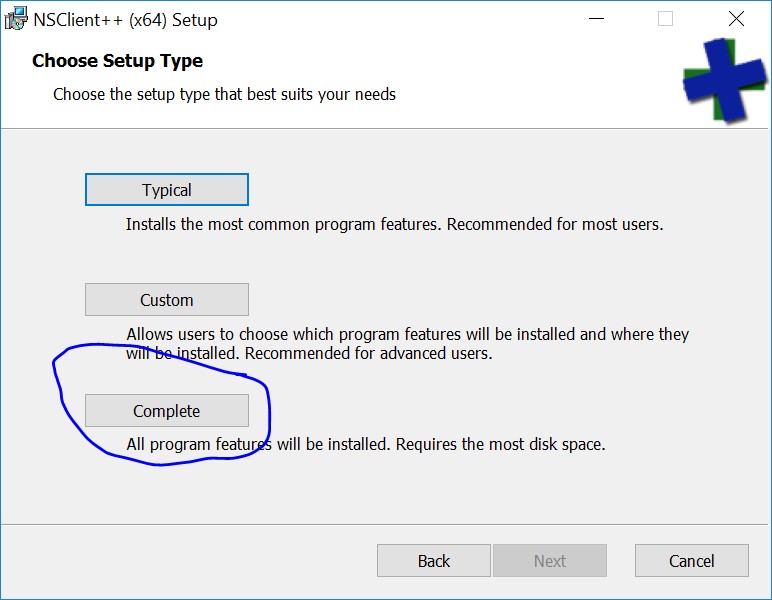 NSClient++ (x64) Setup
Choose Setup Type
Choose the setup type that best suits your needs
Typical
Installs the most common program features. Recommended for most users.
Custom
Allows users to choose which program features will be installed and where they
will be installed. Recommended for advanced users.
Complete
All program features will be installed. Requires the most disk space.
Back
Next
Cancel